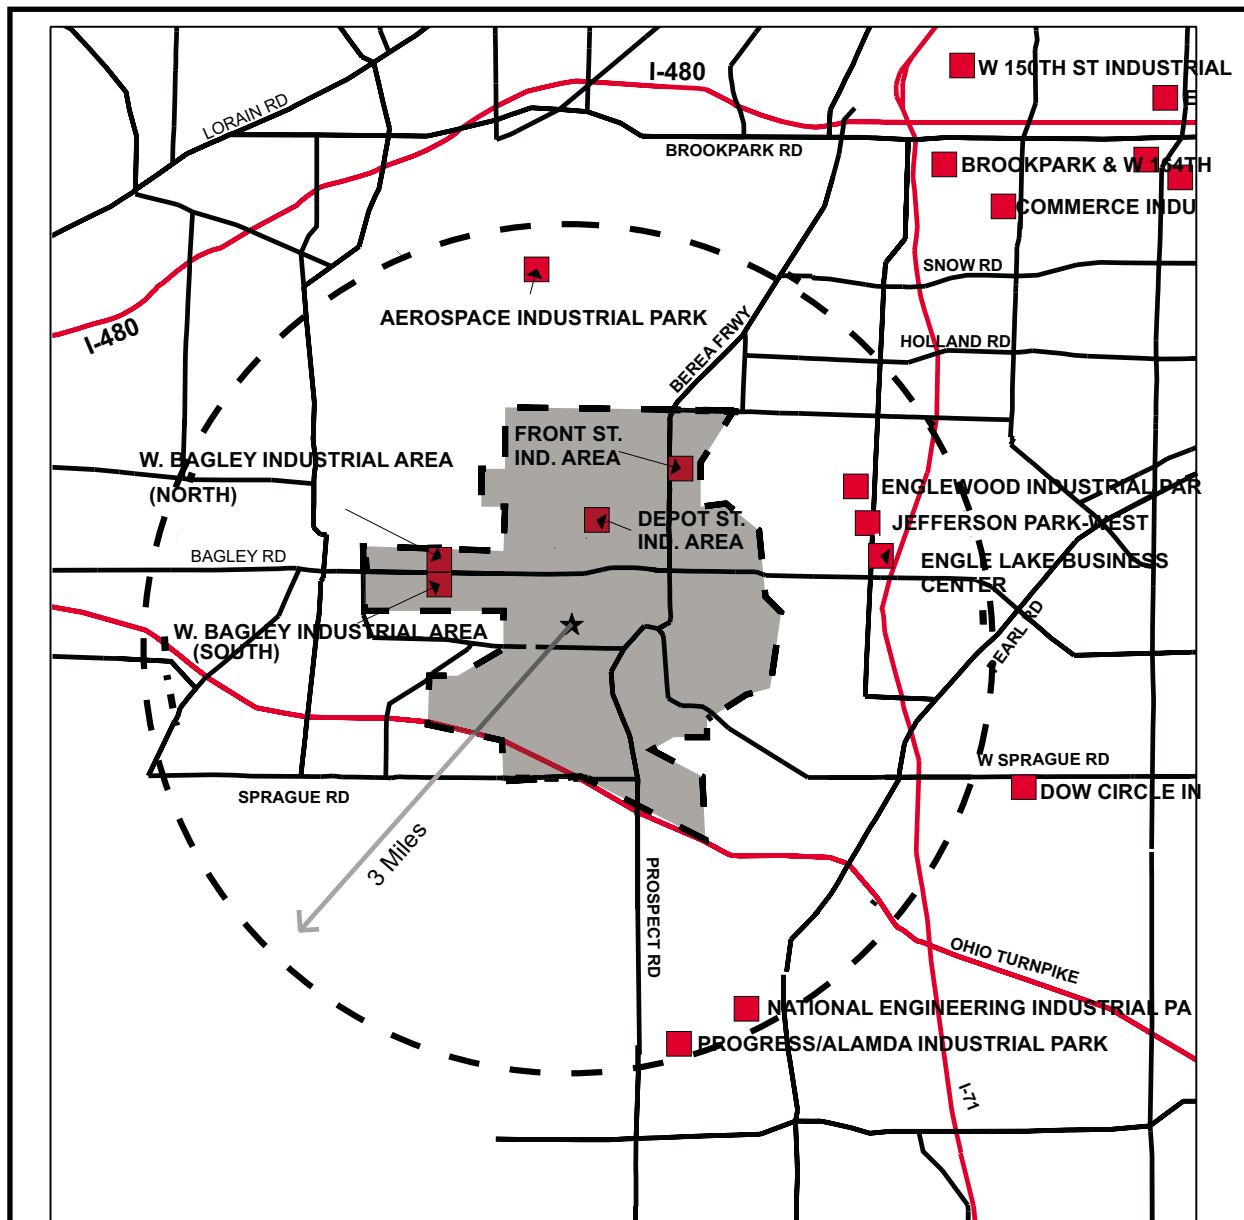 I-480
W 150TH ST INDUSTRIAL
E
LORAIN RD
BROOKPARK RD
BROOKPARK & W 164TH
COMMERCE INDU
SNOW RD
AEROSPACE INDUSTRIAL PARK
I-480
HOLLAND RD
BEREA FRWY
FRONT ST.
IND. AREA
W. BAGLEY INDUSTRIAL AREA
(NORTH)
ENGLEWOOD INDUSTRIAL PAR
DEPOT ST.
IND. AREA
JEFFERSON PARK-WEST
BAGLEY RD
ENGLE LAKE BUSINESS
CENTER
W. BAGLEY INDUSTRIAL AREA
(SOUTH)
PEARL RD
W SPRAGUE RD
SPRAGUE RD
DOW CIRCLE IN
3 Miles
PROSPECT RD
OHIO TURNPIKE
NATIONAL ENGINEERING INDUSTRIAL PA
PROGRESS/ALAMDA INDUSTRIAL PARK
I-71